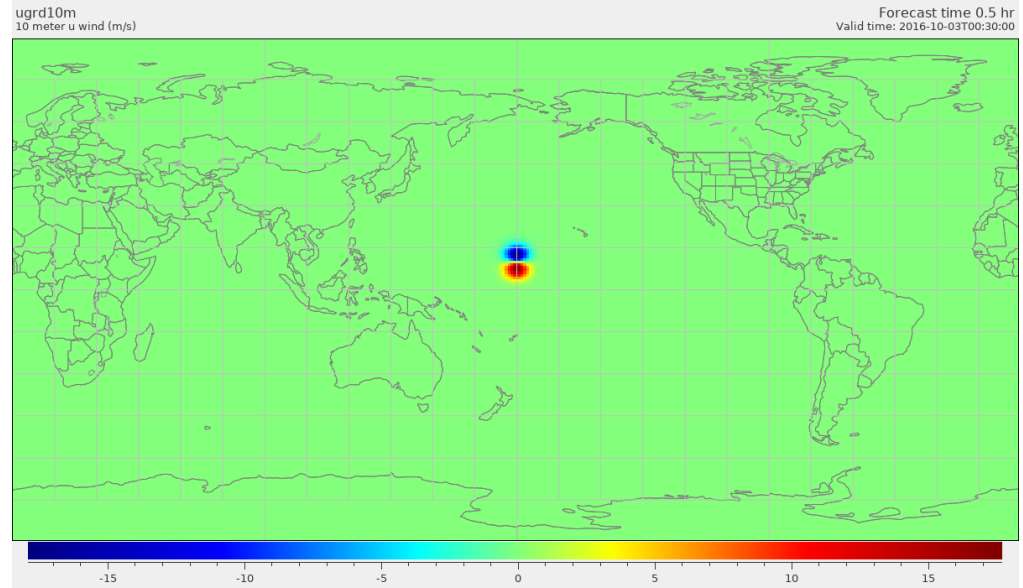 ugrd10m
10 meter u wind (m/s)
Forecast time 0.5 hr
Valid time: 2016-10-03T00:30:00
-15 -10 -5 0 5 10 15